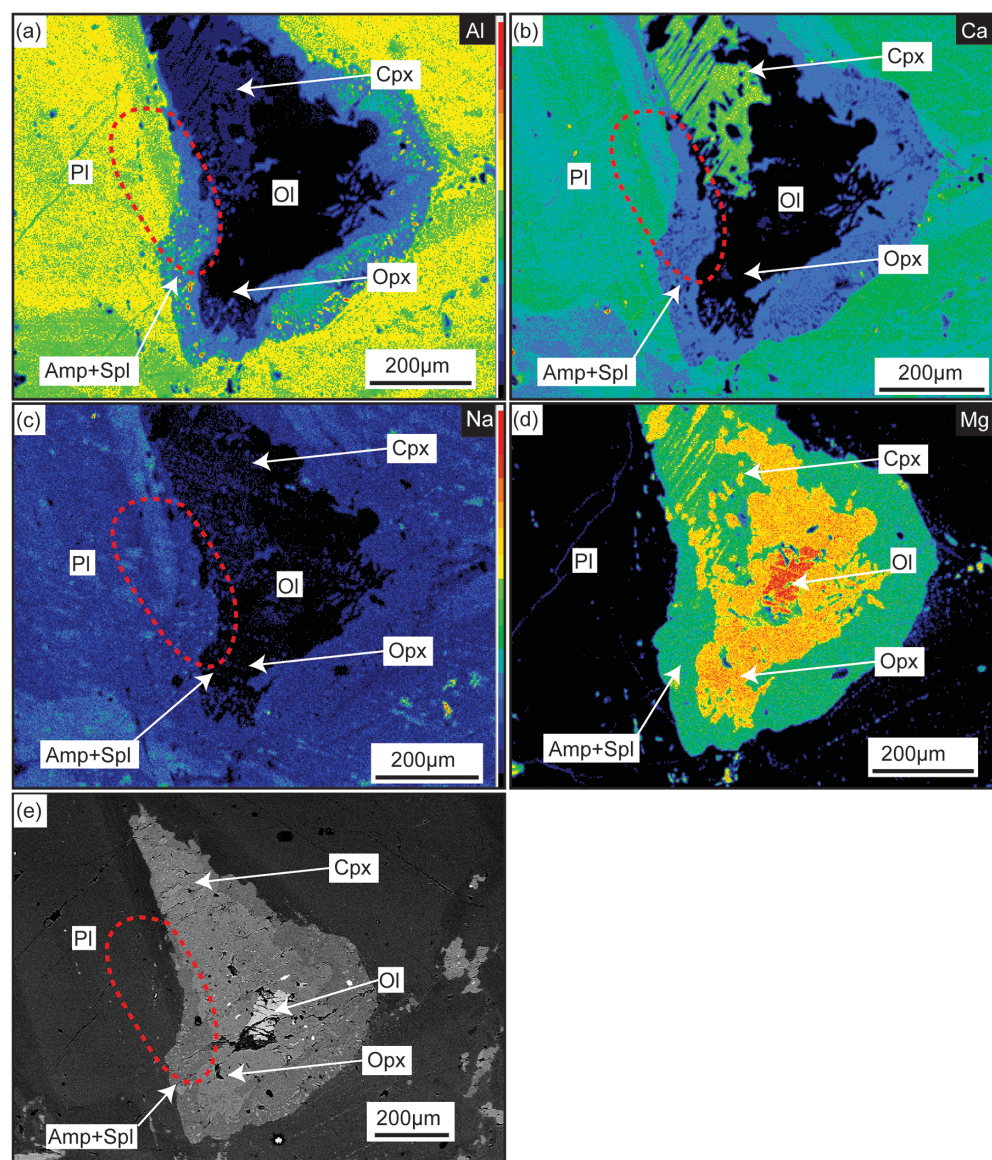 (a)
Al
Cpx
Pl
Ol
Opx
Amp+Spl
200µm
(b)
Ca
Cpx
Pl
Ol
Opx
Amp+Spl
200µm
(c)
Na
Cpx
Pl
Ol
Opx
Amp+Spl
200µm
(d)
Mg
Cpx
Pl
Ol
Opx
Amp+Spl
200µm
(e)
Cpx
Pl
Ol
Opx
Amp+Spl
200µm